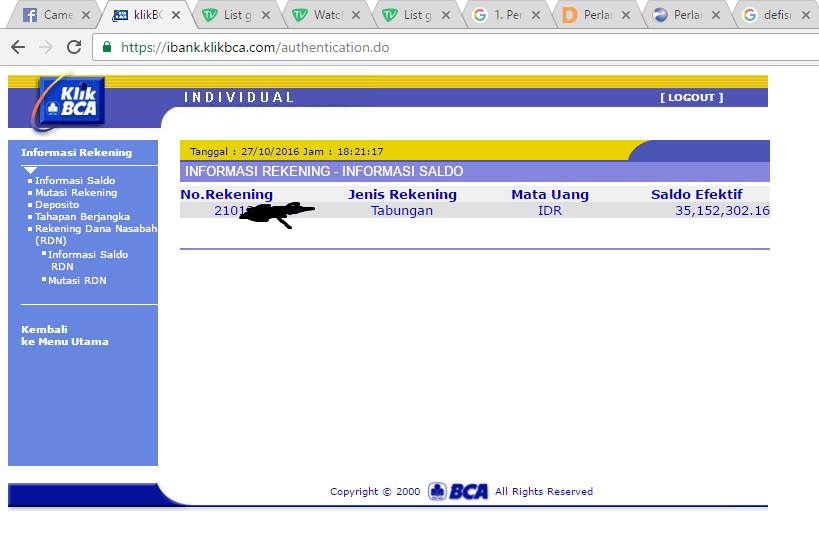 Came klikBC List g Watch List g 1. Per Perlar Perlar defisi
https://ibank.klikbca.com/authentication.do
Klik BCA INDIVIDUAL [ LOGOUT ]
Tanggal : 27/10/2016 Jam : 18:21:17
INFORMASI REKENING - INFORMASI SALDO
No.Rekening Jenis Rekening Mata Uang Saldo Efektif
2101 Tabungan IDR 35,152,302.16
Informasi Rekening
Informasi Saldo
Mutasi Rekening
Deposito
Tahapan Berjangka
Rekening Dana Nasabah
(RDN)
Informasi Saldo
RDN
Mutasi RDN
Kembali
ke Menu Utama
Copyright © 2000 BCA All Rights Reserved